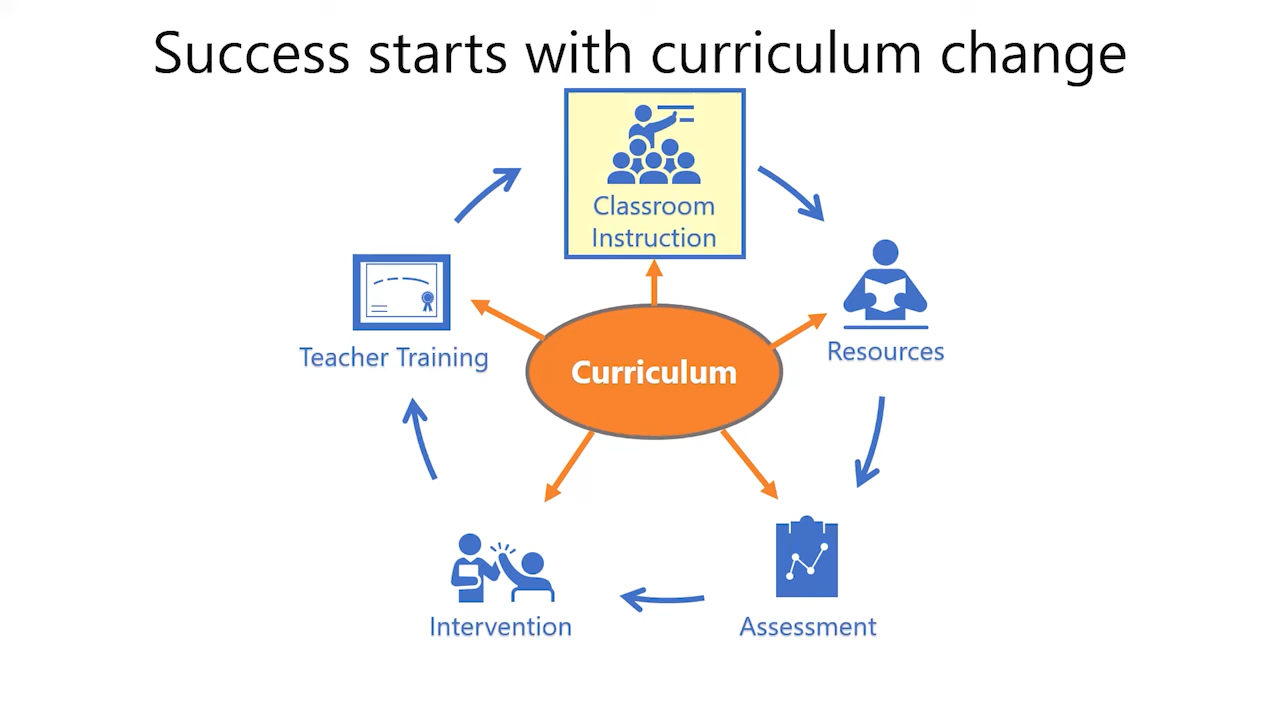 Success starts with curriculum change
Classroom
Instruction
Resources
Teacher Training
Curriculum
Intervention
Assessment